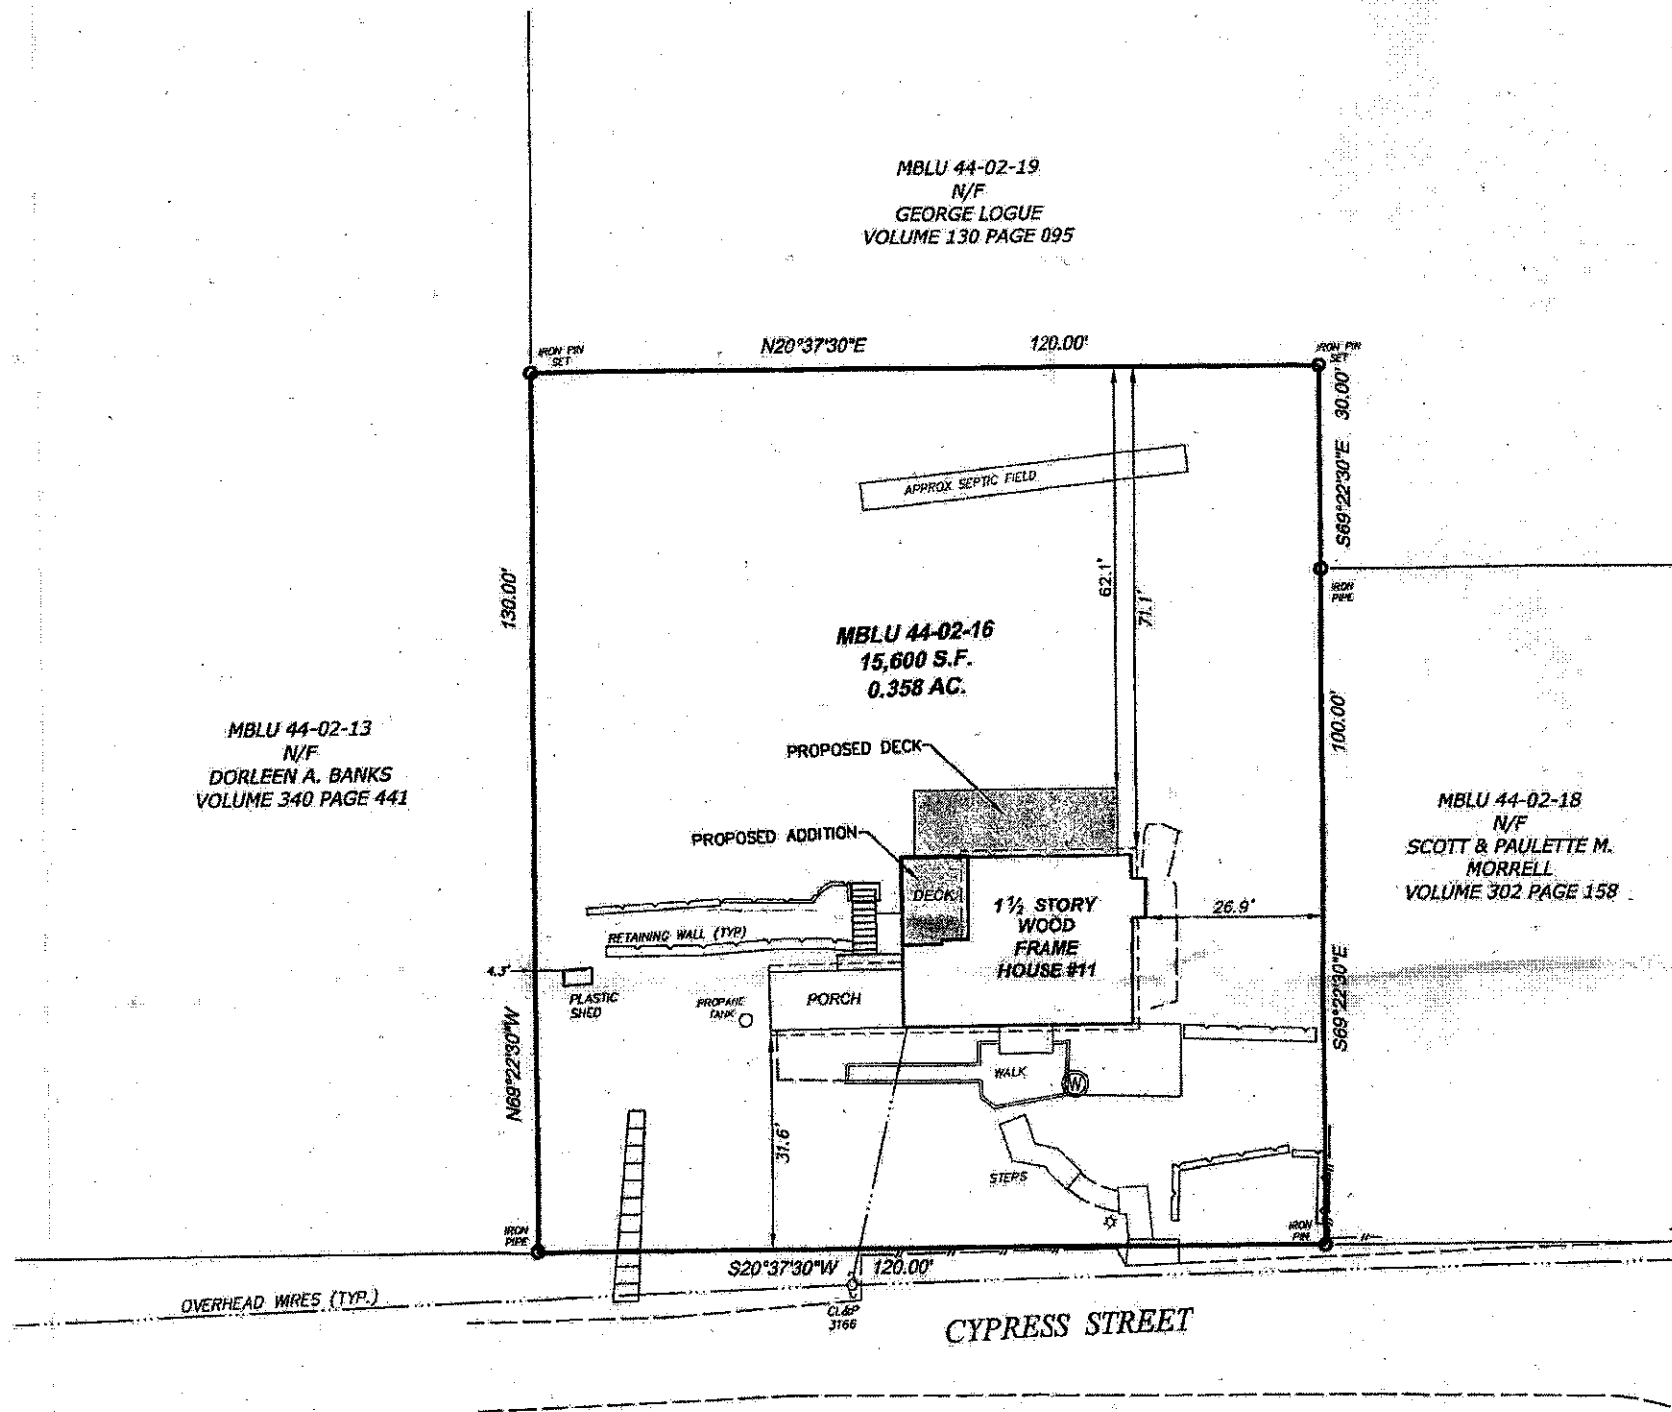 MBLU 44-02-19
N/F
GEORGE LOGUE
VOLUME 130 PAGE 095
IRON PIN
SET
N20°37'30"E
120.00'
IRON PIN
SET
S69°22'30"E 30.00'
APPROX SEPTIC FIELD
IRON
PIPE
130.00'
62.1'
71.1'
MBLU 44-02-16
15,600 S.F.
0.358 AC.
100.00'
MBLU 44-02-13
N/F
DORLEEN A. BANKS
VOLUME 340 PAGE 441
PROPOSED DECK
MBLU 44-02-18
N/F
SCOTT & PAULETTE M.
MORRELL
VOLUME 302 PAGE 158
PROPOSED ADDITION
DECK
1 ½ STORY
WOOD
FRAME
HOUSE #11
26.9'
RETAINING WALL (TYP)
4.3'
PLASTIC
SHED
PROPANE
TANK
PORCH
S69°22'30"E
N69°22'30"W
WALK
W
31.6'
STEPS
IRON
PIPE
IRON
PIN
S20°37'30"W
120.00'
OVERHEAD WIRES (TYP.)
CL&P
3166
CYPRESS STREET